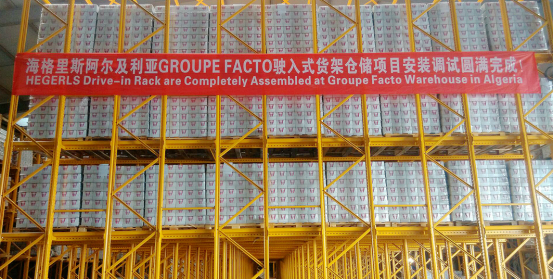 海格里斯阿尔及利亚GROUPE FACTO驶入式货架仓储项目安装调试圆满完成！
HEGERLS Drive-in Rack are Completely Assembled at Groupe Facto Warehouse in Algeria